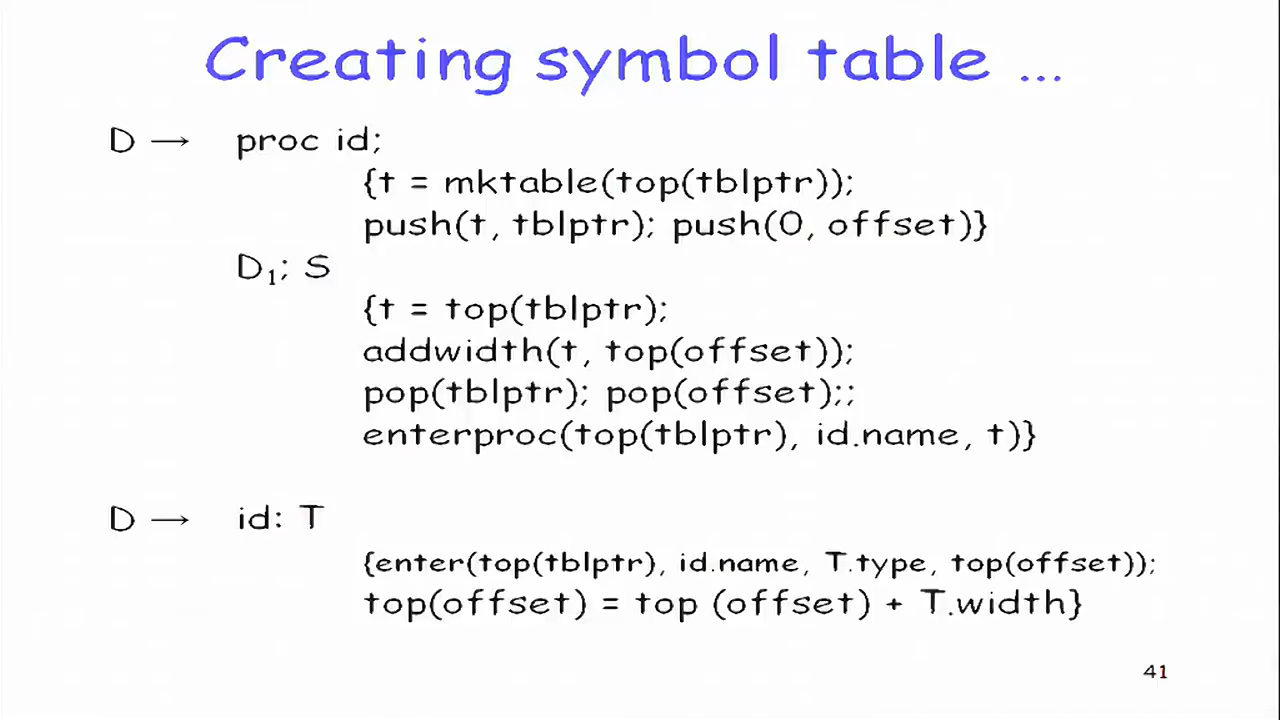 Creating symbol table ...
D → proc id;
{t = mktable(top(tblptr));
push(t, tblptr); push(0, offset)}
D₁; S
{t = top(tblptr);
addwidth(t, top(offset));
pop(tblptr); pop(offset);;
enterproc(top(tblptr), id.name, t)}
D → id: T
{enter(top(tblptr), id.name, T.type, top(offset));
top(offset) = top (offset) + T.width}
41